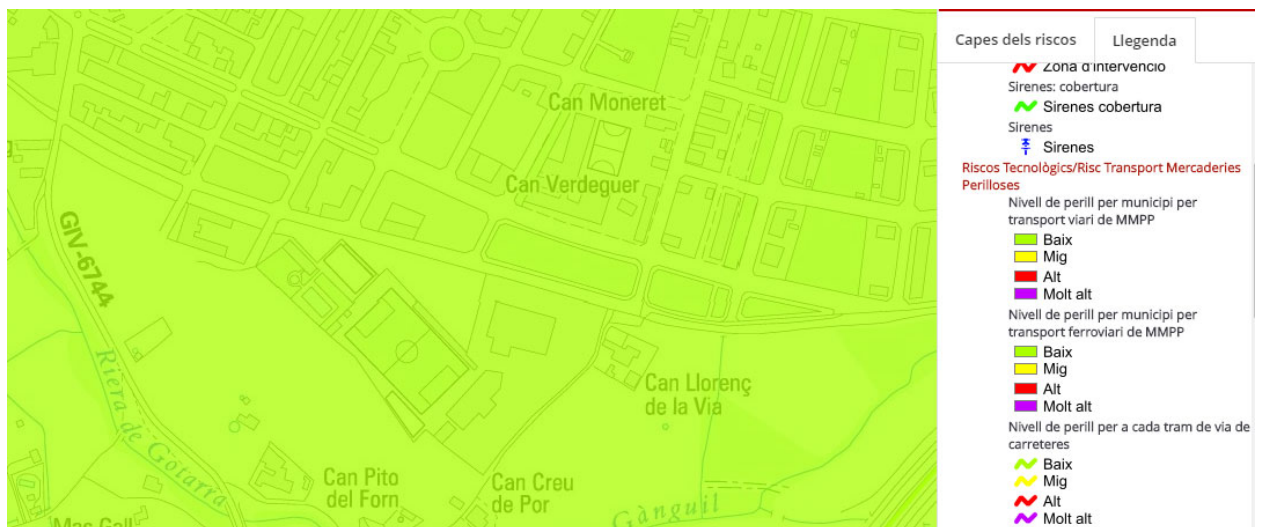 Can Moneret
Can Verdeguer
GIV-6744
Riera de Gotarra
Can Llorenç
de la Via
Can Pito
del Forn
Can Creu
de Por
Gànguil
Mas Gall
Capes dels riscos
Llegenda
Zona d'intervenció
Sirenes: cobertura
Sirenes cobertura
Sirenes
Sirenes
Riscos Tecnològics/Risc Transport Mercaderies
Perilloses
Nivell de perill per municipi per
transport viari de MMPP
Baix
Mig
Alt
Molt alt
Nivell de perill per municipi per
transport ferroviari de MMPP
Baix
Mig
Alt
Molt alt
Nivell de perill per a cada tram de via de
carreteres
Baix
Mig
Alt
Molt alt